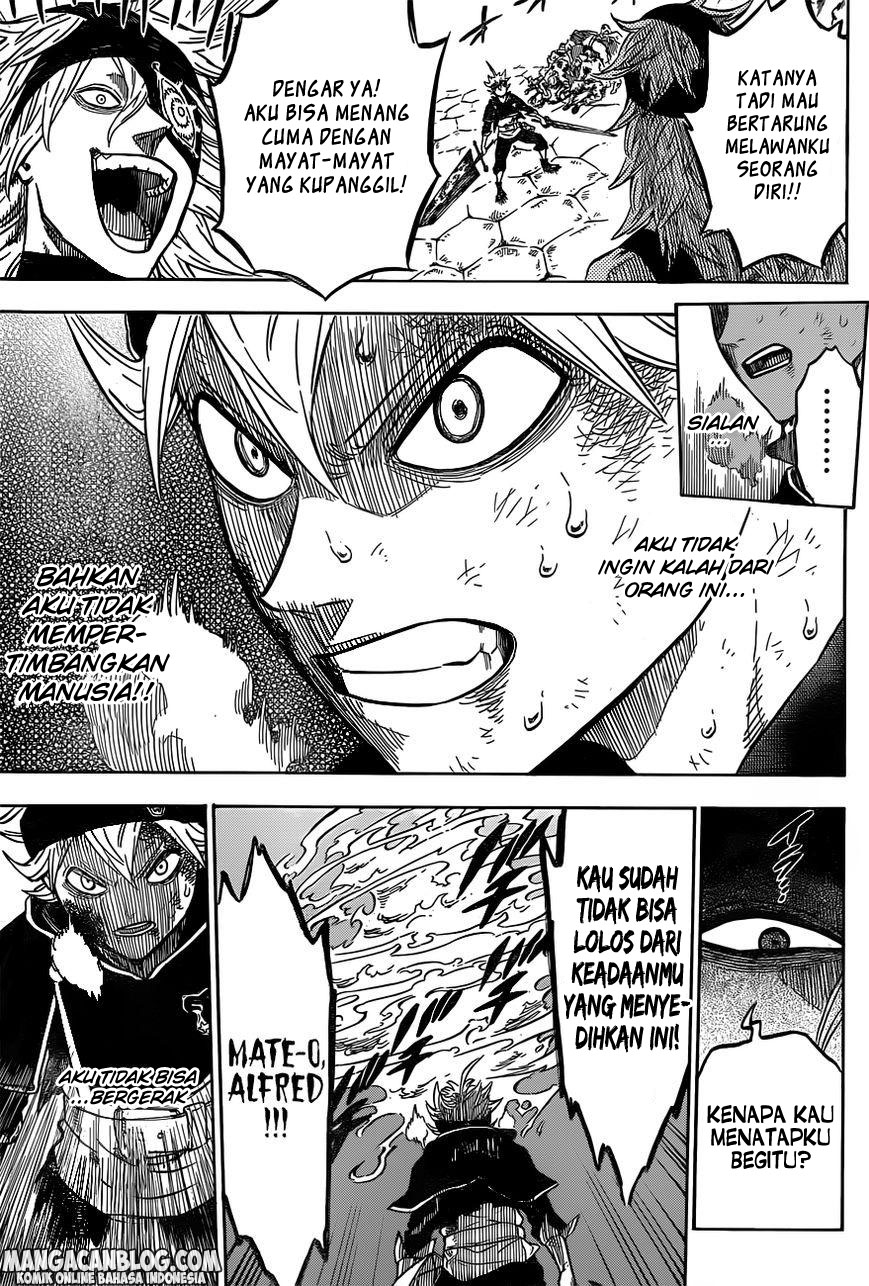 KATANYA
TADI MAU
BERTARUNG
MELAWANKU
SEORANG
DIRI!!
DENGAR YA!
AKU BISA MENANG
CUMA DENGAN
MAYAT-MAYAT
YANG KUPANGGIL!
.........
SIALAN
...
AKU TIDAK
INGIN KALAH DARI
ORANG INI...
BAHKAN
AKU TIDAK
MEMPER-
TIMBANGKAN
MANUSIA!!
KENAPA KAU
MENATAPKU
BEGITU?
KAU SUDAH
TIDAK BISA
LOLOS DARI
KEADAANMU
YANG MENYE-
DIHKAN INI!
MATE-O,
ALFRED
!!!
AKU TIDAK BISA
...BERGERAK
MANGACANBLOG.COM
KOMIK ONLINE BAHASA INDONESIA